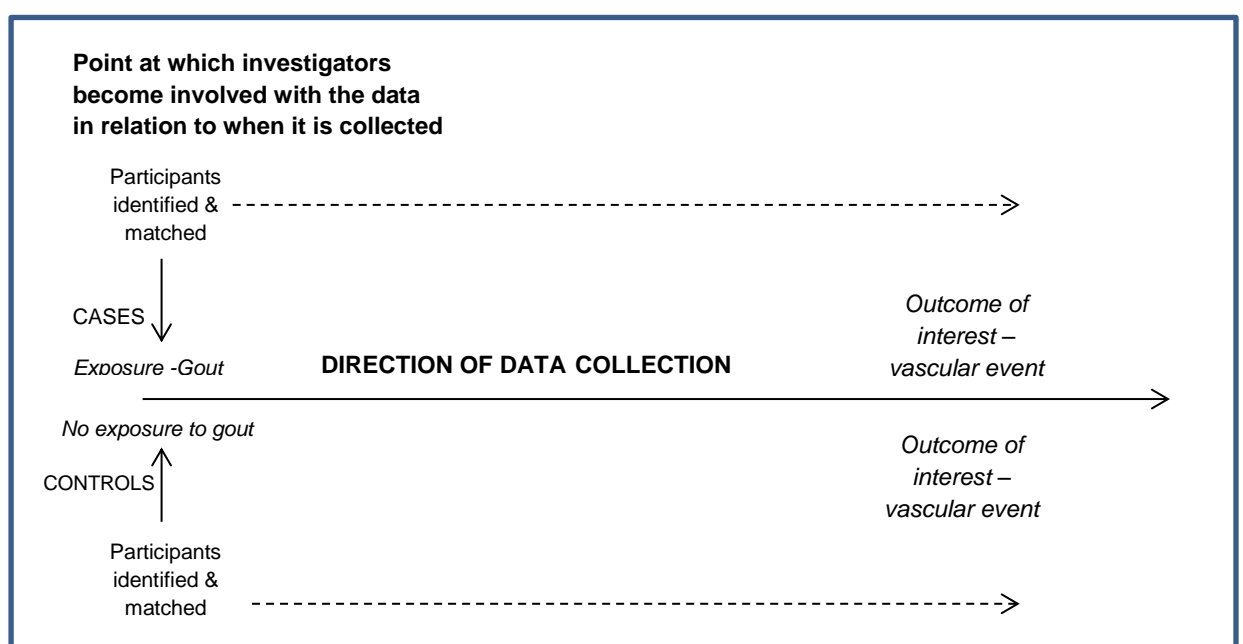 Point at which investigators
become involved with the data
in relation to when it is collected
Participants
identified &
matched
CASES
Exposure -Gout
DIRECTION OF DATA COLLECTION
Outcome of
interest –
vascular event
No exposure to gout
CONTROLS
Outcome of
interest –
vascular event
Participants
identified &
matched